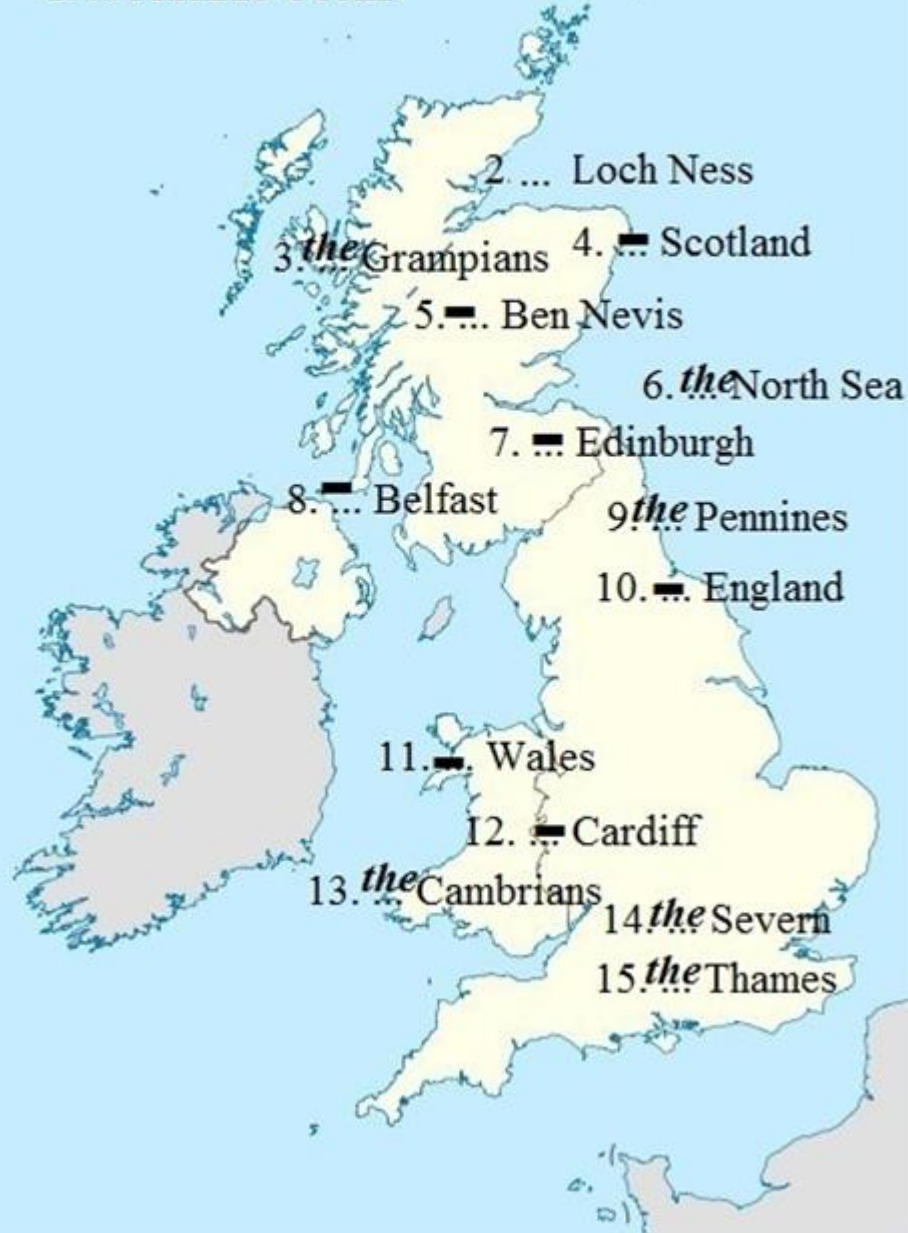 2. ... Loch Ness
3. the ... Grampians
4. – ... Scotland
5. – ... Ben Nevis
6. the ... North Sea
7. – ... Edinburgh
8. – ... Belfast
9. the ... Pennines
10. – ... England
11. – ... Wales
12. – ... Cardiff
13. the ... Cambrians
14. the ... Severn
15. the ... Thames